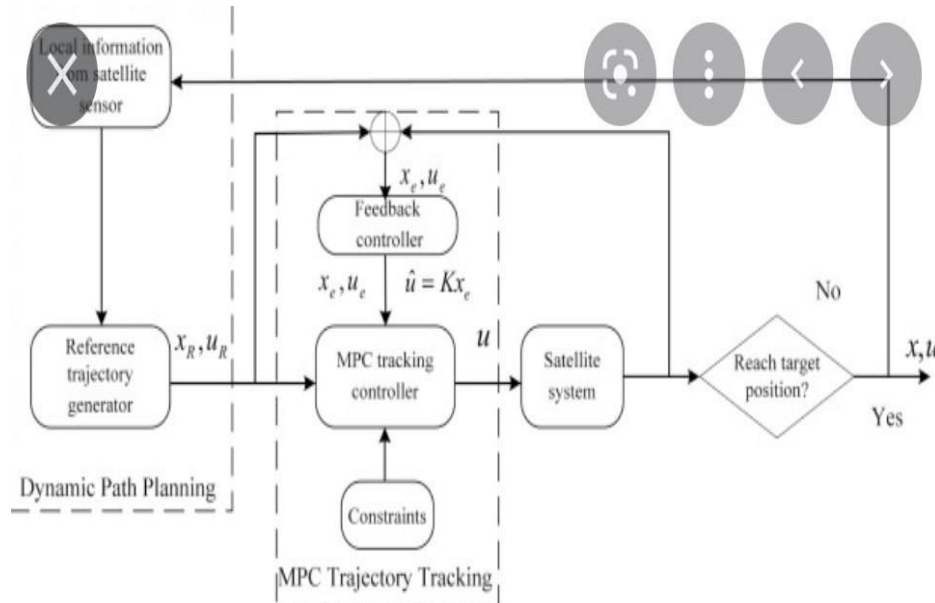 Local information
satellite
sensor
x_e, u_e
Feedback
controller
x_e, u_e
û = Kx_e
No
Reference
trajectory
generator
x_R, u_R
MPC tracking
controller
u
Satellite
system
Reach target
position?
x, u
Yes
Dynamic Path Planning
Constraints
MPC Trajectory Tracking